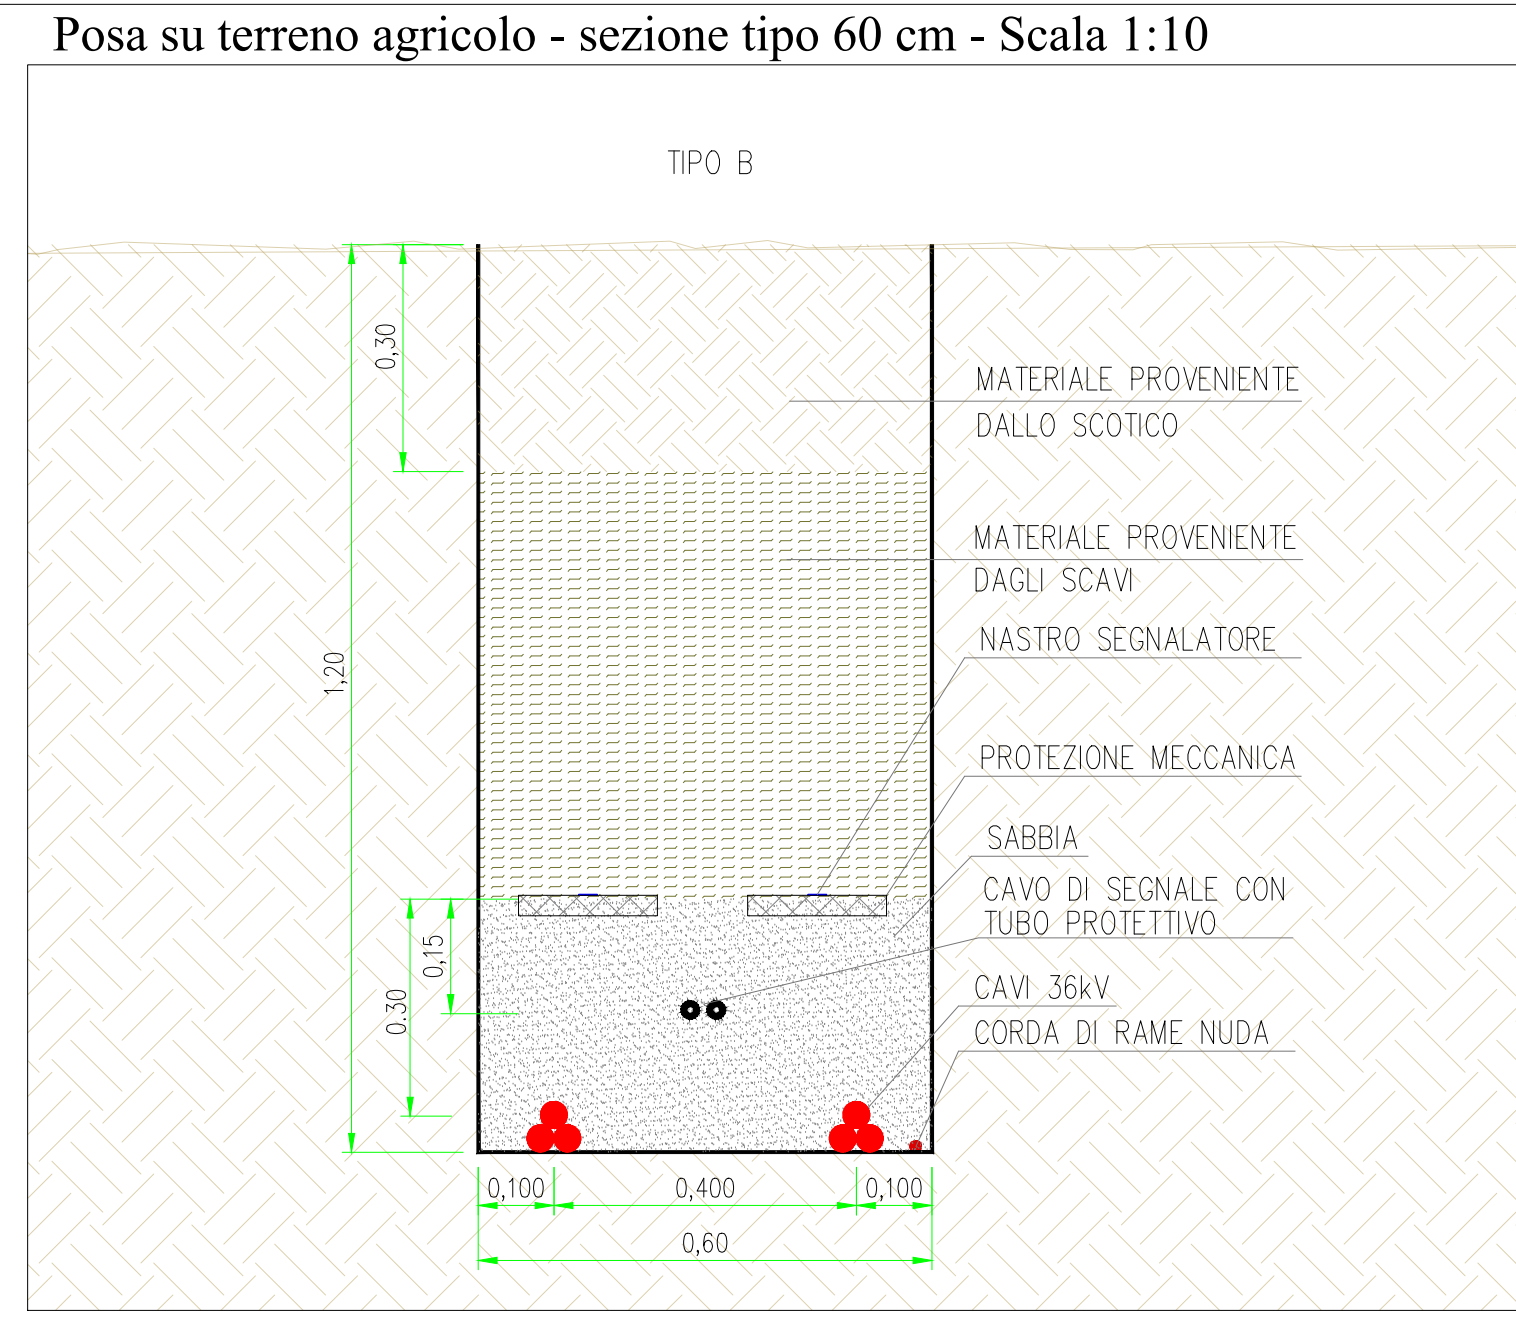 Posa su terreno agricolo - sezione tipo 60 cm - Scala 1:10
TIPO B
0,30
MATERIALE PROVENIENTE
DALLO SCOTICO
MATERIALE PROVENIENTE
DAGLI SCAVI
NASTRO SEGNALATORE
1,20
PROTEZIONE MECCANICA
SABBIA
CAVO DI SEGNALE CON
TUBO PROTETTIVO
0,15
0.30
CAVI 36kV
CORDA DI RAME NUDA
0,100
0,400
0,100
0,60